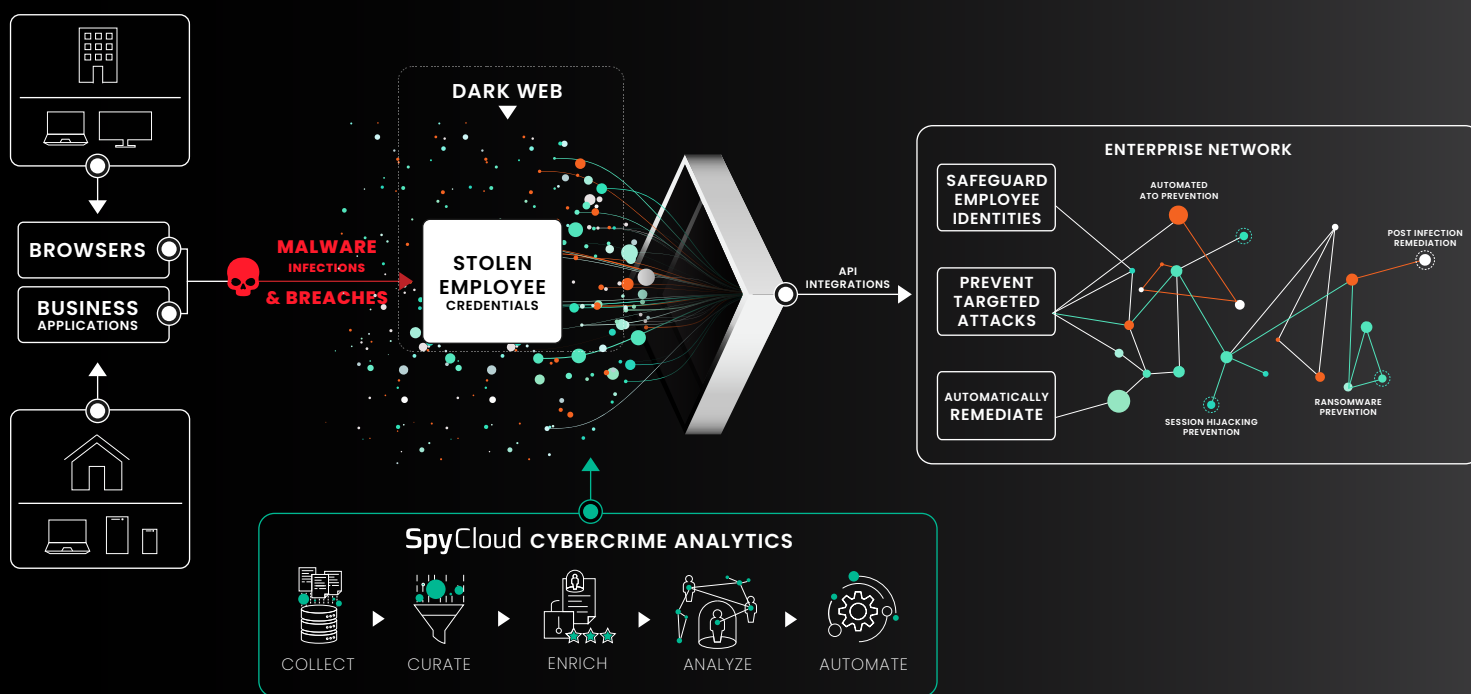 DARK WEB
BROWSERS
BUSINESS
APPLICATIONS
MALWARE
INFECTIONS
& BREACHES
STOLEN
EMPLOYEE
CREDENTIALS
API
INTEGRATIONS
ENTERPRISE NETWORK
SAFEGUARD
EMPLOYEE
IDENTITIES
PREVENT
TARGETED
ATTACKS
AUTOMATICALLY
REMEDIATE
AUTOMATED
ATO PREVENTION
POST INFECTION
REMEDIATION
SESSION HIJACKING
PREVENTION
RANSOMWARE
PREVENTION
SpyCloud CYBERCRIME ANALYTICS
COLLECT
CURATE
ENRICH
ANALYZE
AUTOMATE